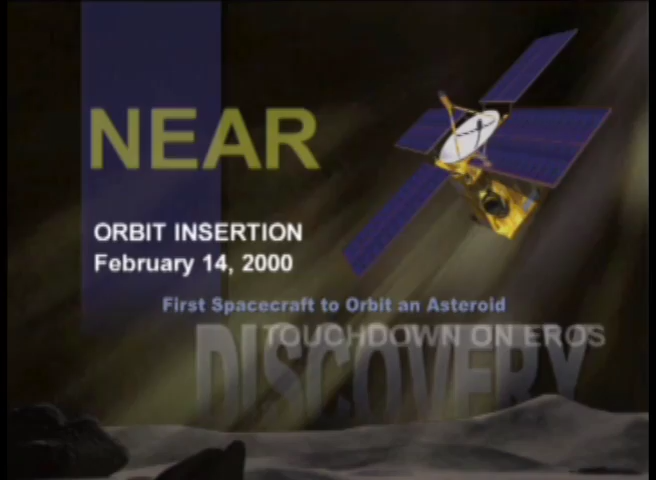 NEAR
ORBIT INSERTION
February 14, 2000
First Spacecraft to Orbit an Asteroid
TOUCHDOWN ON EROS
DISCOVERY